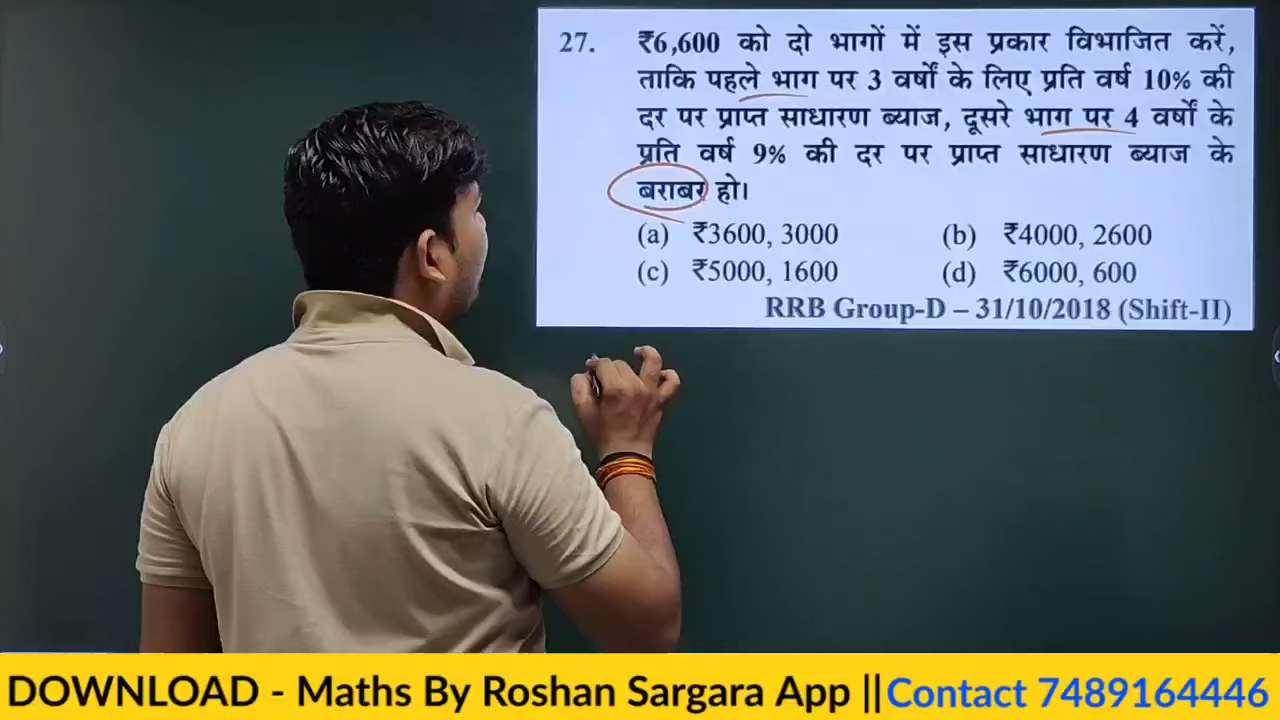 27. ₹6,600 को दो भागों में इस प्रकार विभाजित करें,
ताकि पहले भाग पर 3 वर्षों के लिए प्रति वर्ष 10% की
दर पर प्राप्त साधारण ब्याज, दूसरे भाग पर 4 वर्षों के
प्रति वर्ष 9% की दर पर प्राप्त साधारण ब्याज के
बराबर हो।
(a) ₹3600, 3000 (b) ₹4000, 2600
(c) ₹5000, 1600 (d) ₹6000, 600
RRB Group-D – 31/10/2018 (Shift-II)
DOWNLOAD - Maths By Roshan Sargara App || Contact 7489164446